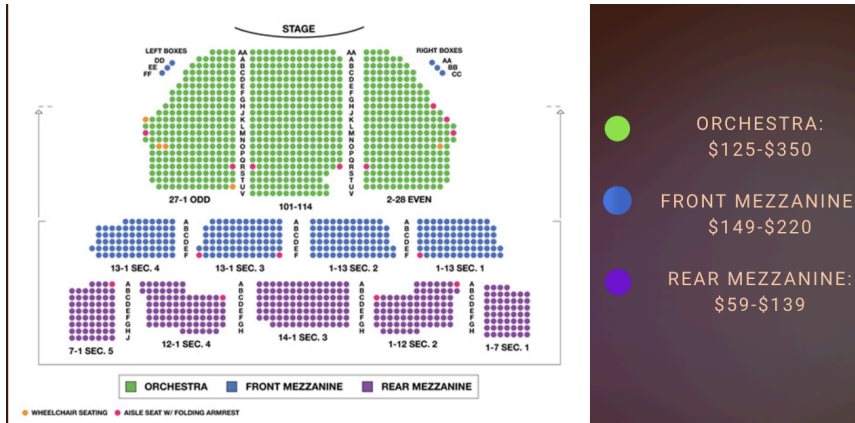 STAGE
LEFT BOXES
DD
EE
FF
RIGHT BOXES
AA
BB
CC
AA AA
A A
B B
C C
D D
E E
F F
G G
H H
J J
K K
L L
M M
N N
O O
P P
Q Q
R R
S S
T T
U U
V V
27-1 ODD 101-114 2-28 EVEN
A A A
B B B
C C C
D D D
E E E
F F F
13-1 SEC. 4 13-1 SEC. 3 1-13 SEC. 2 1-13 SEC. 1
A A A A
B B B B
C C C C
D D D D
E E E E
F F F F
G G G G
H H H H
J
7-1 SEC. 5 12-1 SEC. 4 14-1 SEC. 3 1-12 SEC. 2 1-7 SEC. 1
ORCHESTRA FRONT MEZZANINE REAR MEZZANINE
WHEELCHAIR SEATING AISLE SEAT W/ FOLDING ARMREST
ORCHESTRA:
$125-$350
FRONT MEZZANINE
$149-$220
REAR MEZZANINE:
$59-$139